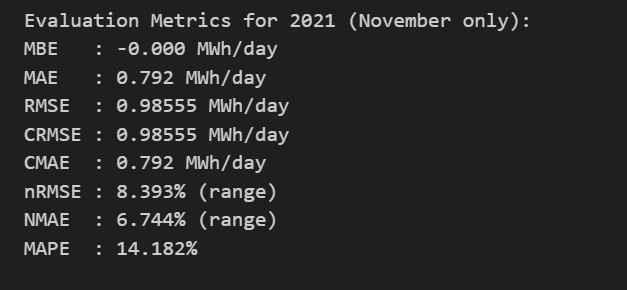 Evaluation Metrics for 2021 (November only):
MBE   : -0.000 MWh/day
MAE   : 0.792 MWh/day
RMSE  : 0.98555 MWh/day
CRMSE : 0.98555 MWh/day
CMAE  : 0.792 MWh/day
nRMSE : 8.393% (range)
NMAE  : 6.744% (range)
MAPE  : 14.182%